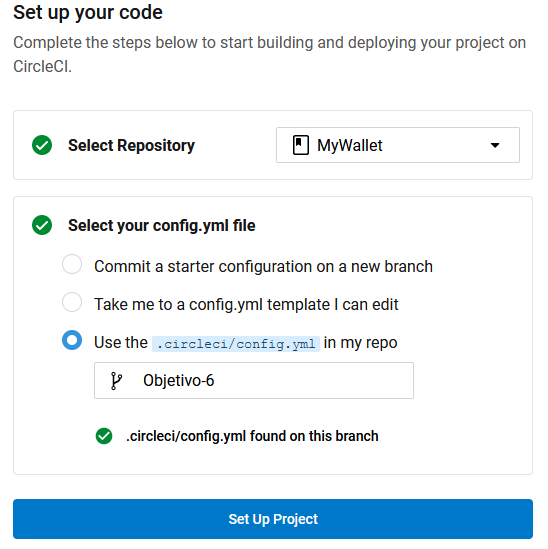 Set up your code
Complete the steps below to start building and deploying your project on
CircleCI.
Select Repository
MyWallet
Select your config.yml file
Commit a starter configuration on a new branch
Take me to a config.yml template I can edit
Use the .circleci/config.yml in my repo
Objetivo-6
.circleci/config.yml found on this branch
Set Up Project